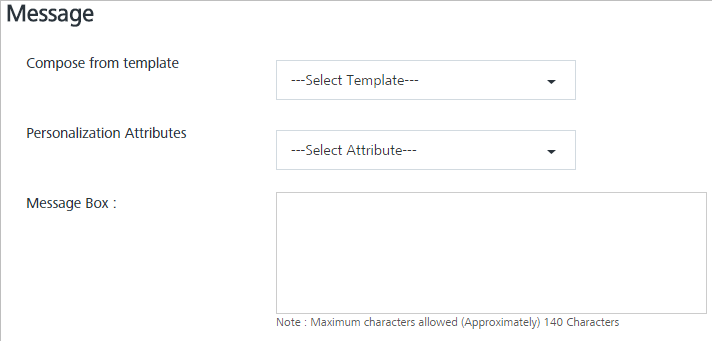 Message
Compose from template
---Select Template---
Personalization Attributes
---Select Attribute---
Message Box :
Note : Maximum characters allowed (Approximately) 140 Characters